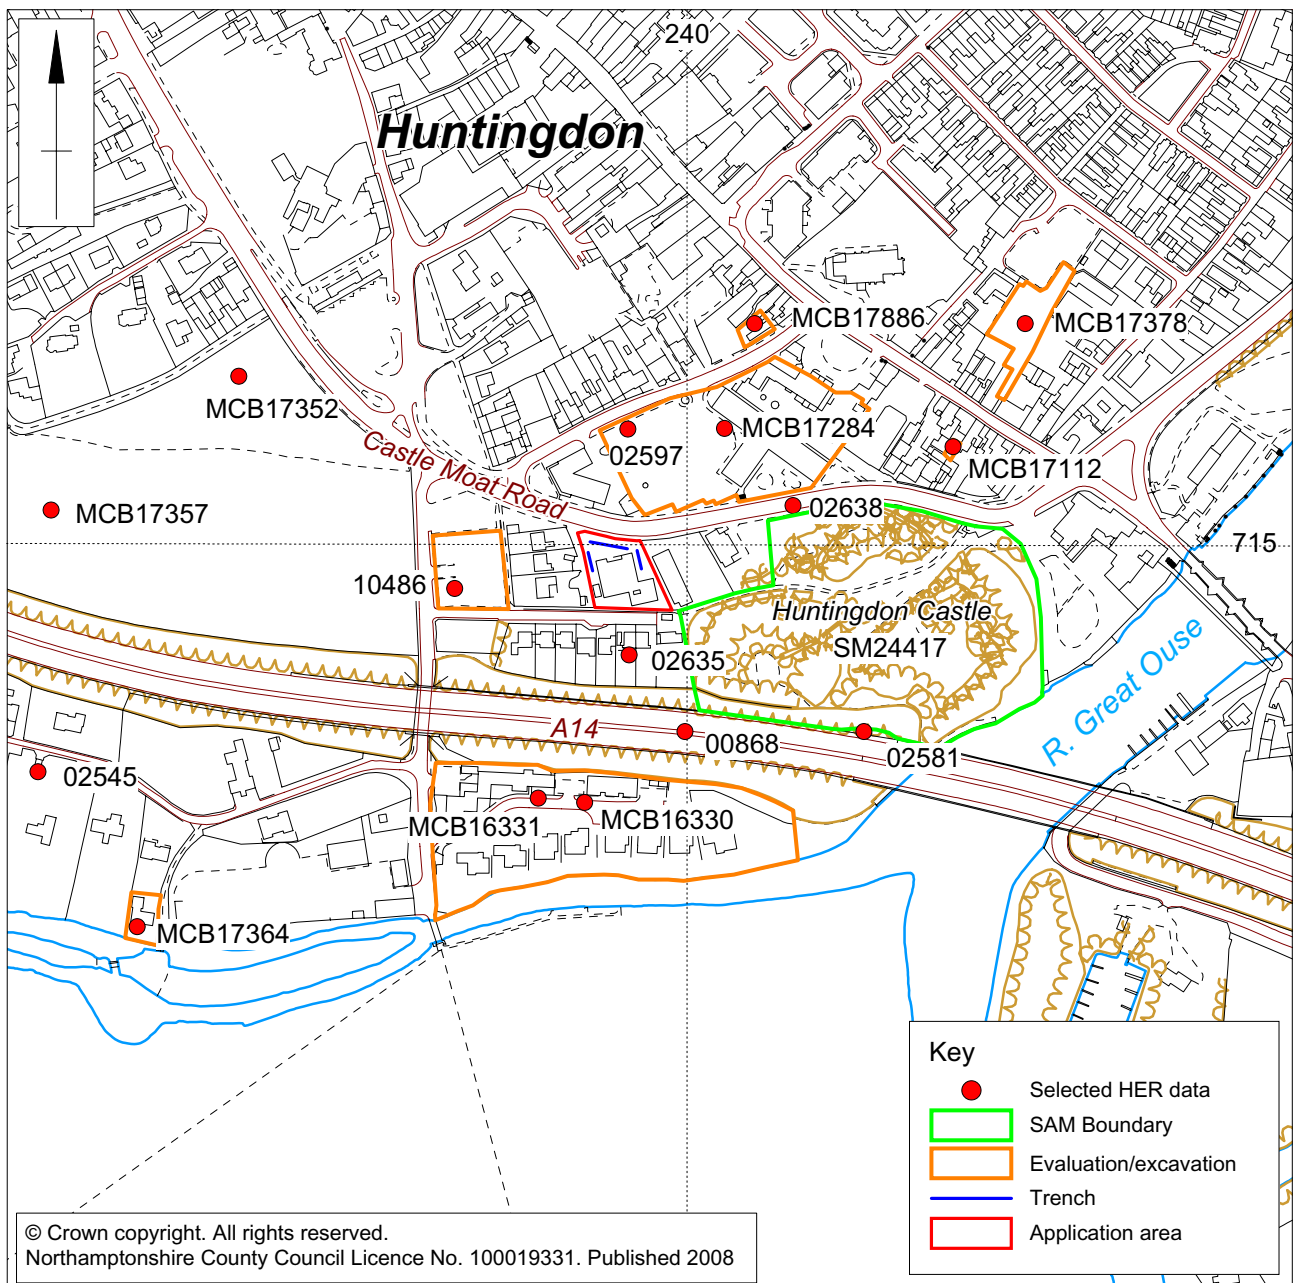 240
Huntingdon
MCB17886
MCB17378
MCB17352
MCB17284
02597
Castle Moat Road
MCB17112
MCB17357
02638
715
10486
Huntingdon Castle
SM24417
02635
R. Great Ouse
A14
00868
02581
02545
MCB16331
MCB16330
MCB17364
Key
Selected HER data
SAM Boundary
Evaluation/excavation
Trench
Application area
© Crown copyright. All rights reserved.
Northamptonshire County Council Licence No. 100019331. Published 2008